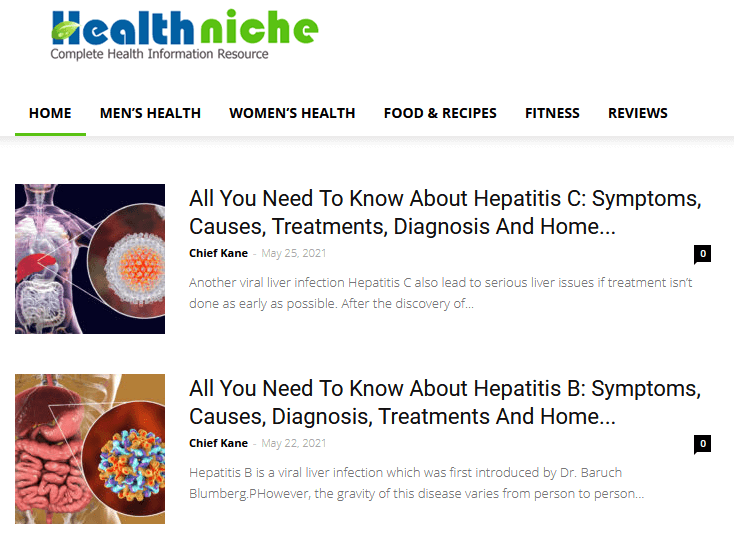 Health niche
Complete Health Information Resource
HOME MEN'S HEALTH WOMEN'S HEALTH FOOD & RECIPES FITNESS REVIEWS
All You Need To Know About Hepatitis C: Symptoms,
Causes, Treatments, Diagnosis And Home...
Chief Kane - May 25, 2021 0
Another viral liver infection Hepatitis C also lead to serious liver issues if treatment isn't
done as early as possible. After the discovery of...
All You Need To Know About Hepatitis B: Symptoms,
Causes, Diagnosis, Treatments And Home...
Chief Kane - May 22, 2021 0
Hepatitis B is a viral liver infection which was first introduced by Dr. Baruch
Blumberg.PHowever, the gravity of this disease varies from person to person...